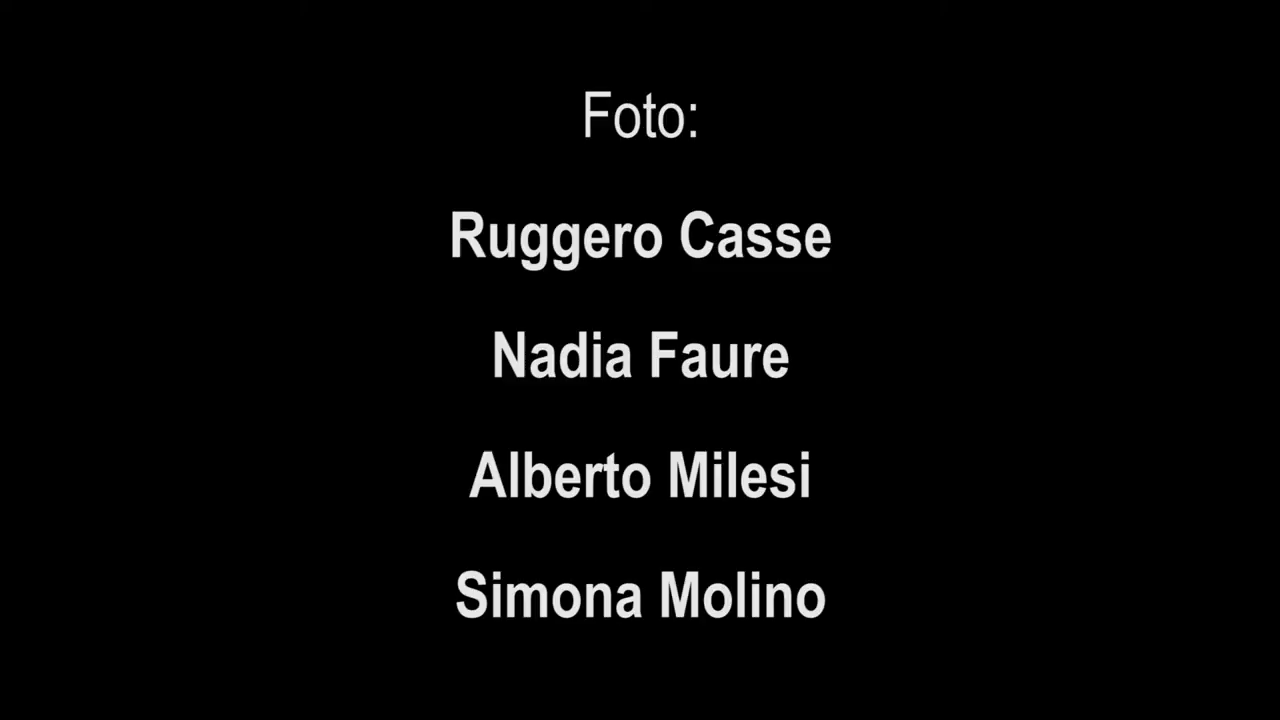 Foto:
Ruggero Casse
Nadia Faure
Alberto Milesi
Simona Molino